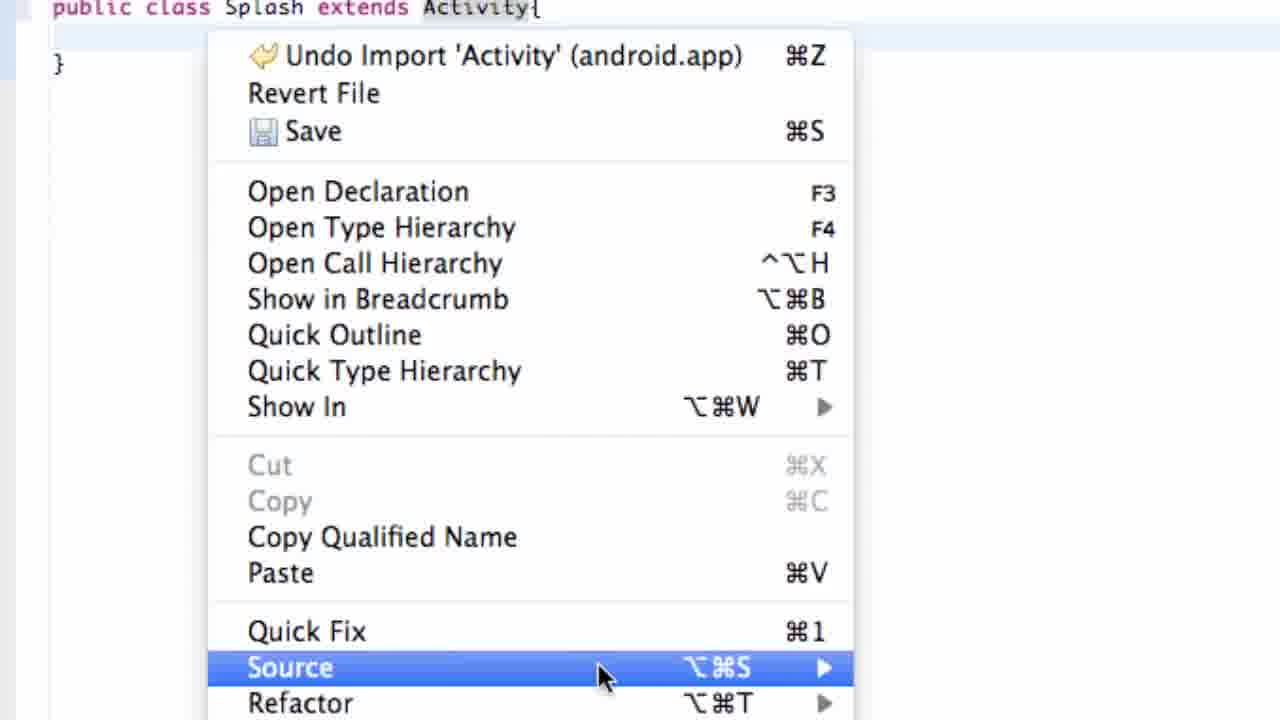 public class Splash extends Activity{
}
Undo Import 'Activity' (android.app) ⌘Z
Revert File
Save ⌘S
Open Declaration F3
Open Type Hierarchy F4
Open Call Hierarchy ^⌥H
Show in Breadcrumb ⌥⌘B
Quick Outline ⌘O
Quick Type Hierarchy ⌘T
Show In ⌥⌘W ▶
Cut ⌘X
Copy ⌘C
Copy Qualified Name
Paste ⌘V
Quick Fix ⌘1
Source ⌥⌘S ▶
Refactor ⌥⌘T ▶